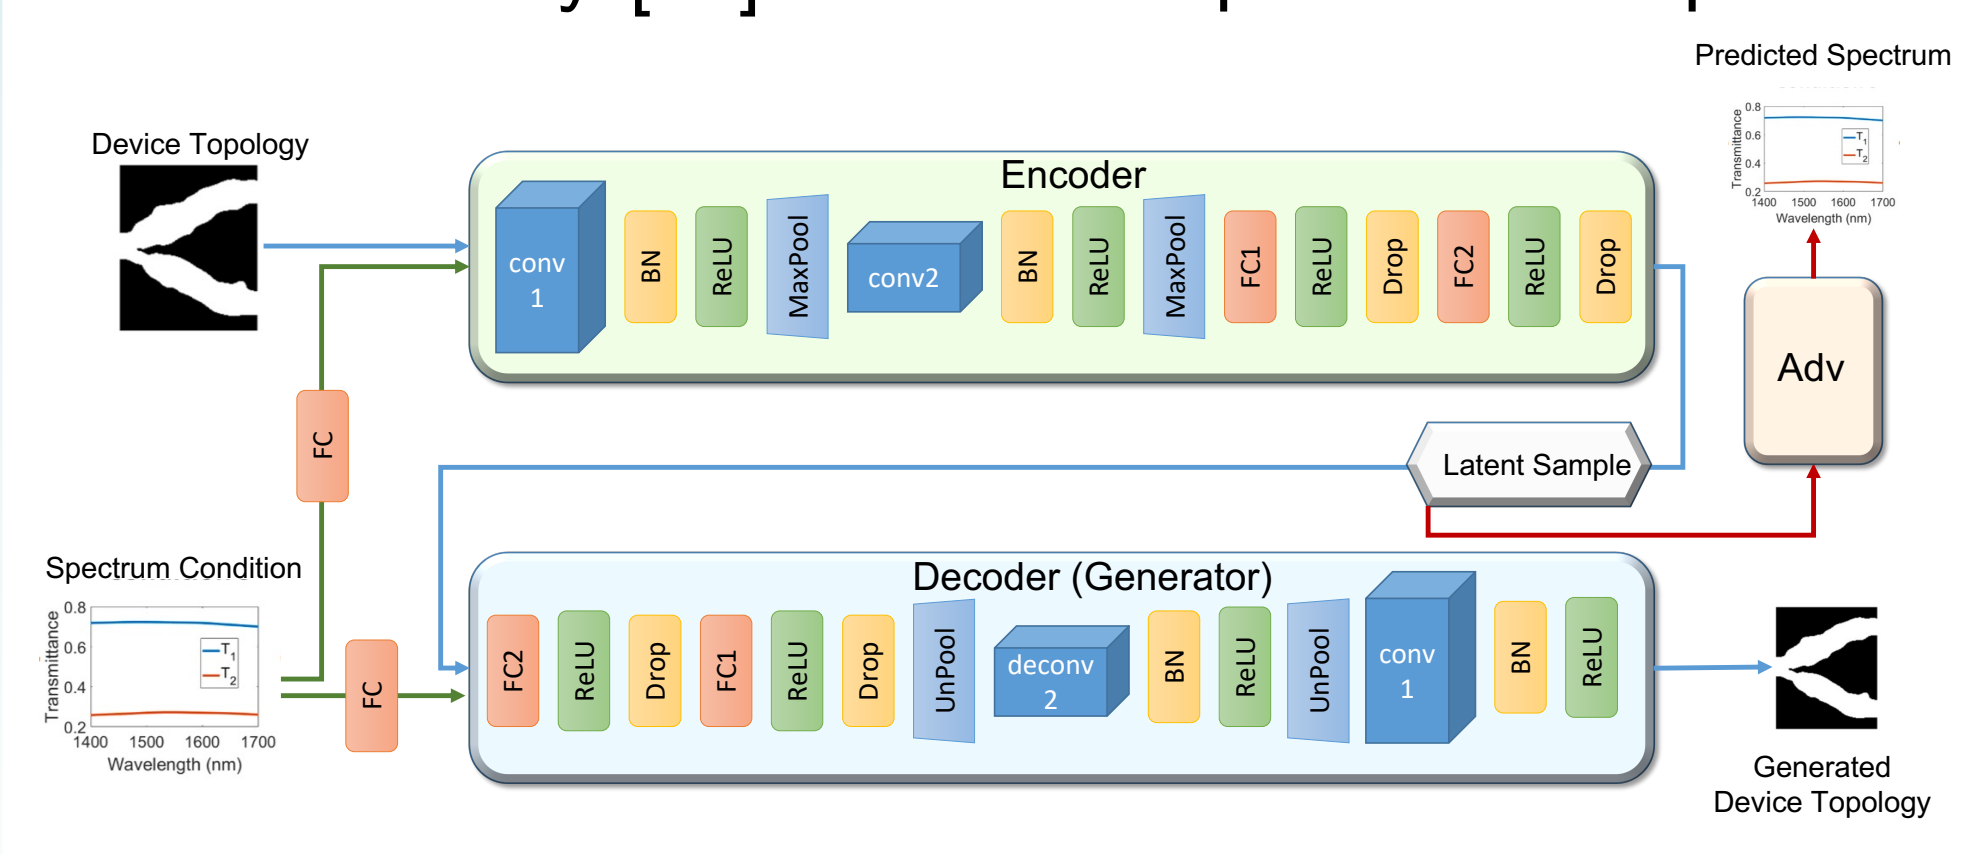 Predicted Spectrum
0.8
0.6
0.4
0.2
Transmittance
T1
T2
1400 1500 1600 1700
Wavelength (nm)
Device Topology
Encoder
conv
1
BN
ReLU
MaxPool
conv2
BN
ReLU
MaxPool
FC1
ReLU
Drop
FC2
ReLU
Drop
Adv
FC
Latent Sample
Spectrum Condition
0.8
0.6
0.4
0.2
Transmittance
T1
T2
1400 1500 1600 1700
Wavelength (nm)
FC
Decoder (Generator)
FC2
ReLU
Drop
FC1
ReLU
Drop
UnPool
deconv
2
BN
ReLU
UnPool
conv
1
BN
ReLU
Generated
Device Topology